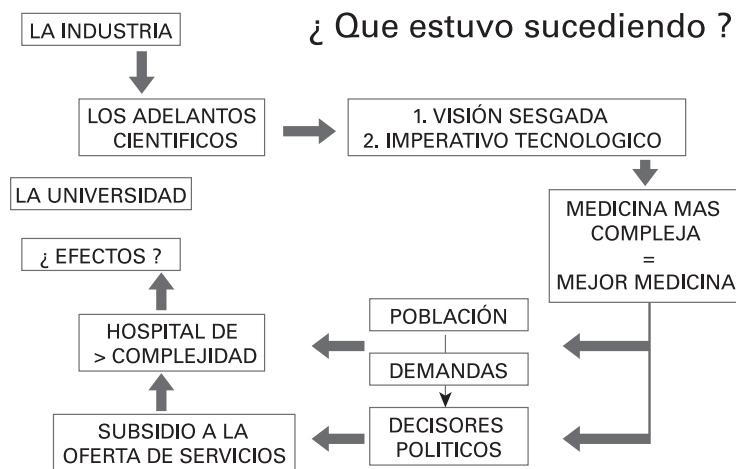 ¿ Que estuvo sucediendo ?
LA INDUSTRIA
LOS ADELANTOS
CIENTIFICOS
1. VISIÓN SESGADA
2. IMPERATIVO TECNOLOGICO
LA UNIVERSIDAD
MEDICINA MAS
COMPLEJA
=
MEJOR MEDICINA
¿ EFECTOS ?
POBLACIÓN
HOSPITAL DE
> COMPLEJIDAD
DEMANDAS
DECISORES
POLITICOS
SUBSIDIO A LA
OFERTA DE SERVICIOS